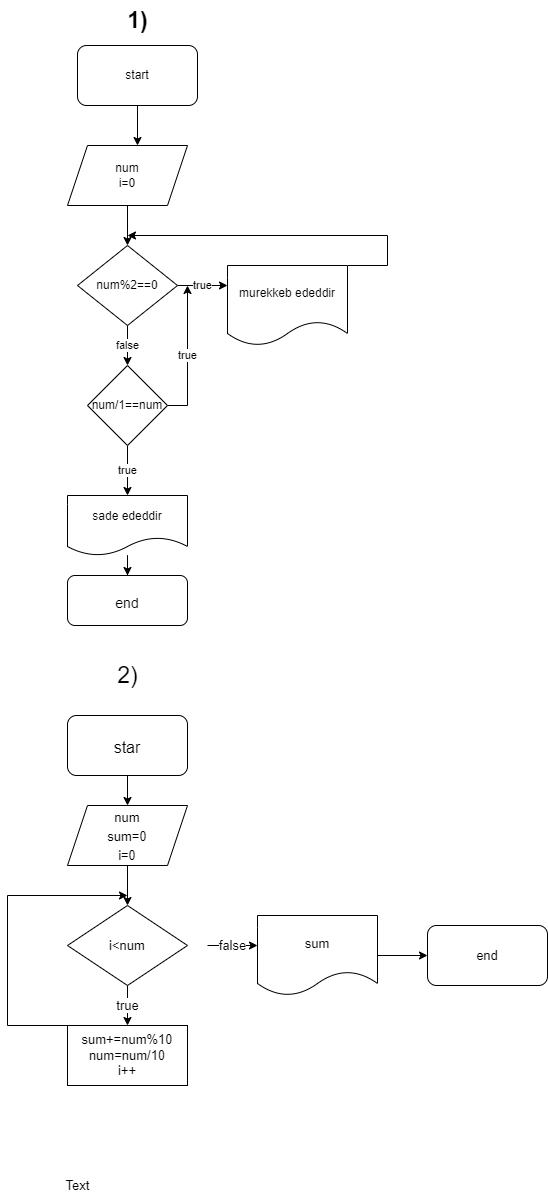 1)
start
num
i=0
num%2==0
true
murekkeb ededdir
false
true
num/1==num
true
sade ededdir
end
2)
star
num
sum=0
i=0
i<num
false
sum
end
true
sum+=num%10
num=num/10
i++
Text